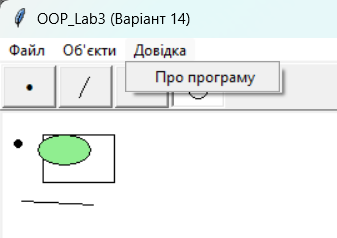 OOP_Lab3 (Варіант 14)
Файл Об'єкти Довідка
Про програму